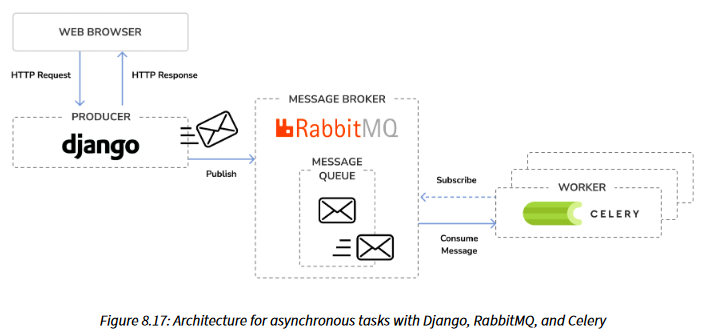 WEB BROWSER
HTTP Request
HTTP Response
PRODUCER
django
Publish
MESSAGE BROKER
RabbitMQ
MESSAGE
QUEUE
Subscribe
Consume
Message
WORKER
CELERY
Figure 8.17: Architecture for asynchronous tasks with Django, RabbitMQ, and Celery